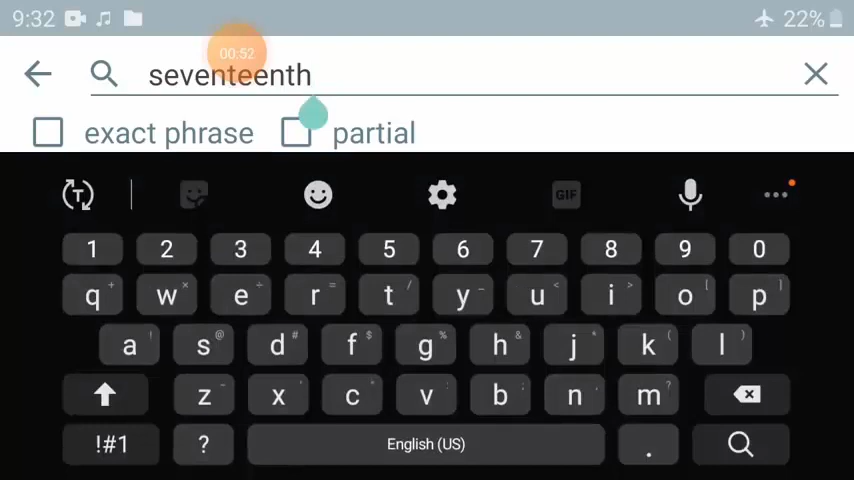 9:32 22%
00:52
seventeenth
exact phrase partial
GIF
1 2 3 4 5 6 7 8 9 0
q + w × e ÷ r = t / y _ u < i > o [ p ]
a ! s @ d # f $ g % h & j * k ( l )
z - x ' c " v : b ; n , m ?
!#1 ? English (US) .